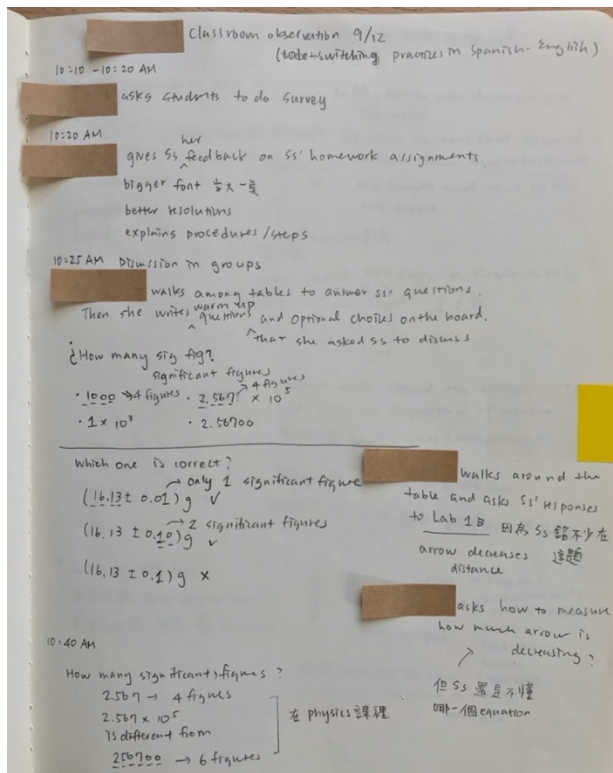 Classroom observation 9/12
(code-switching practices in Spanish-English)
10:10-10:20 AM
asks students to do survey
10:20 AM
her
gives Ss feedback on Ss' homework assignments.
bigger font 字大一點
better resolutions
explaining procedures/steps
10:25 AM Discussion in groups
walks among tables to answer Ss' questions.
warm up
Then she writes questions and optional choices on the board.
that she asked Ss to discuss
¿How many sig fig?
significant figures
• 1000 → 4 figures • 2.567 × 10⁵ → 4 figures
• 1 × 10³ • 2.56700
Which one is correct?
→ only 1 significant figure
(16.13 ± 0.01)g ✓
→ 2 significant figures
(16.13 ± 0.10)g ✓
(16.13 ± 0.1)g ×
walks around the
table and asks Ss' responses
to Lab 1B 因為 Ss 錯不少在
arrow decreases 這題
distance
asks how to measure
how much arrow is
decreasing?
但 Ss 還是不懂
哪一個 equation
10:40 AM
How many significant figures?
2.567 → 4 figures
2.567 × 10⁵
is different from
256700 → 6 figures
在 physics 課裡